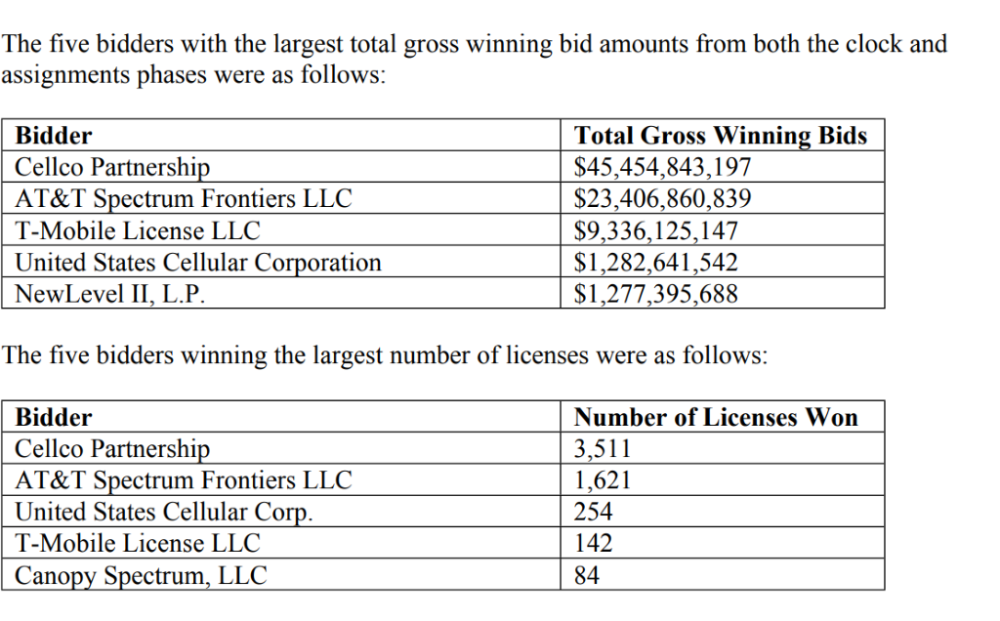 The five bidders with the largest total gross winning bid amounts from both the clock and
assignments phases were as follows:
Bidder Total Gross Winning Bids
Cellco Partnership $45,454,843,197
AT&T Spectrum Frontiers LLC $23,406,860,839
T-Mobile License LLC $9,336,125,147
United States Cellular Corporation $1,282,641,542
NewLevel II, L.P. $1,277,395,688
The five bidders winning the largest number of licenses were as follows:
Bidder Number of Licenses Won
Cellco Partnership 3,511
AT&T Spectrum Frontiers LLC 1,621
United States Cellular Corp. 254
T-Mobile License LLC 142
Canopy Spectrum, LLC 84